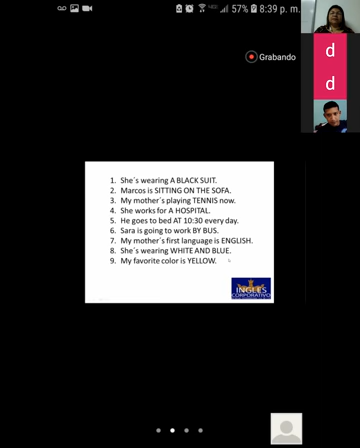 57% 8:39 p. m.
Grabando
d
d
1. She´s wearing A BLACK SUIT.
2. Marcos is SITTING ON THE SOFA.
3. My mother´s playing TENNIS now.
4. She works for A HOSPITAL.
5. He goes to bed AT 10:30 every day.
6. Sara is going to work BY BUS.
7. My mother´s first language is ENGLISH.
8. She´s wearing WHITE AND BLUE.
9. My favorite color is YELLOW.
INGLES
CORPORATIVO